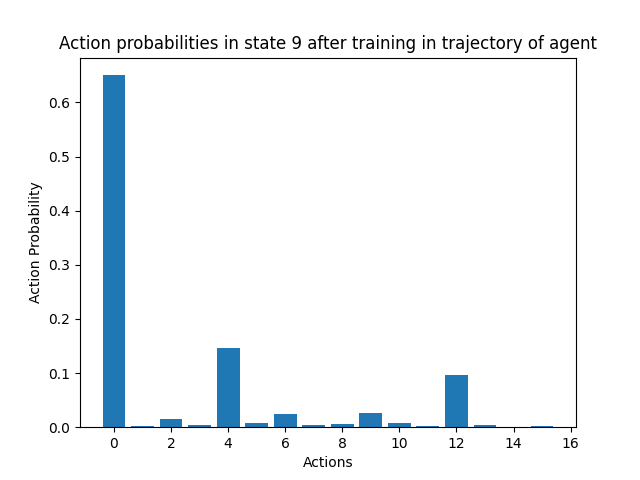 Action probabilities in state 9 after training in trajectory of agent
0.6
0.5
0.4
0.3
0.2
0.1
0.0
Action Probability
0 2 4 6 8 10 12 14 16
Actions